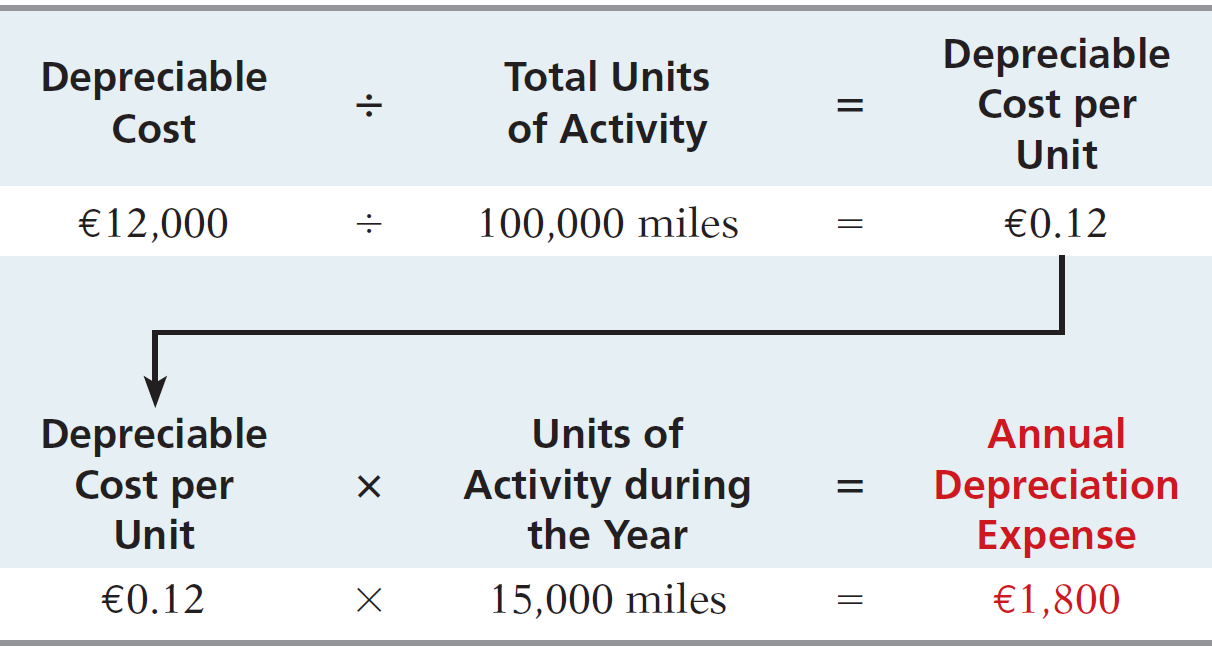 Depreciable
Cost
÷
Total Units
of Activity
=
Depreciable
Cost per
Unit
€12,000 ÷ 100,000 miles = €0.12
Depreciable
Cost per
Unit
×
Units of
Activity during
the Year
=
Annual
Depreciation
Expense
€0.12 × 15,000 miles = €1,800